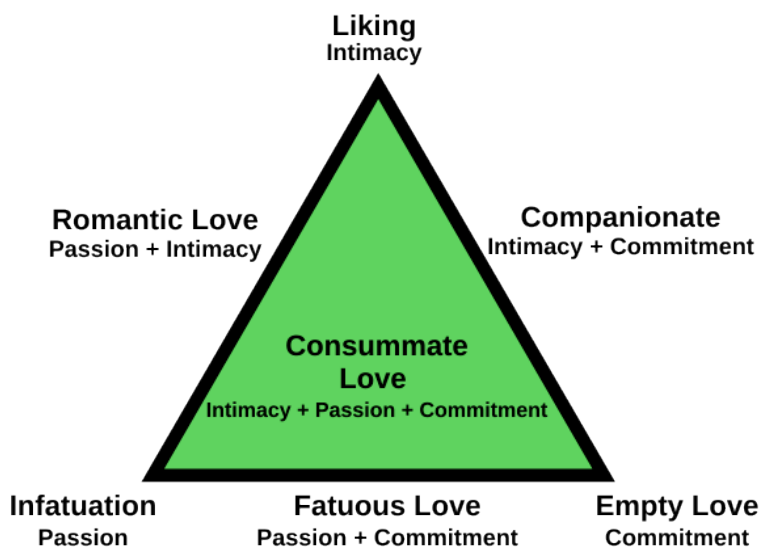 Liking
Intimacy
Romantic Love
Passion + Intimacy
Companionate
Intimacy + Commitment
Consummate
Love
Intimacy + Passion + Commitment
Infatuation
Passion
Fatuous Love
Passion + Commitment
Empty Love
Commitment